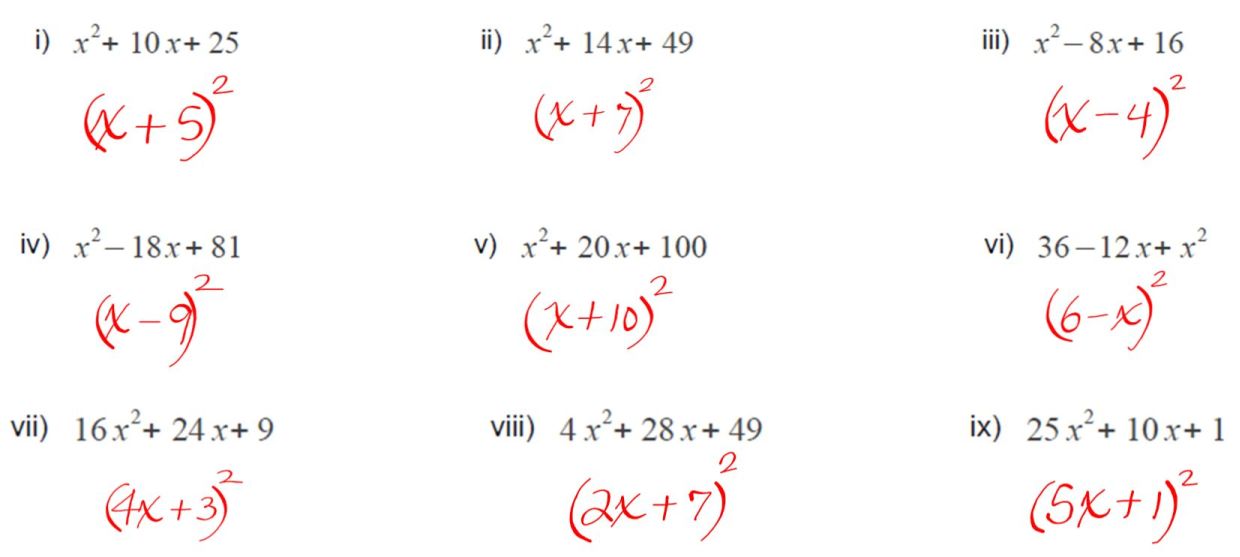 i) x²+ 10x+ 25 ii) x²+ 14x+ 49 iii) x²–8x+ 16
(x+5)² (x+7)² (x-4)²
iv) x²–18x+ 81 v) x²+ 20x+ 100 vi) 36–12x+ x²
(x-9)² (x+10)² (6-x)²
vii) 16x²+ 24x+ 9 viii) 4x²+ 28x+ 49 ix) 25x²+ 10x+ 1
(4x+3)² (2x+7)² (5x+1)²